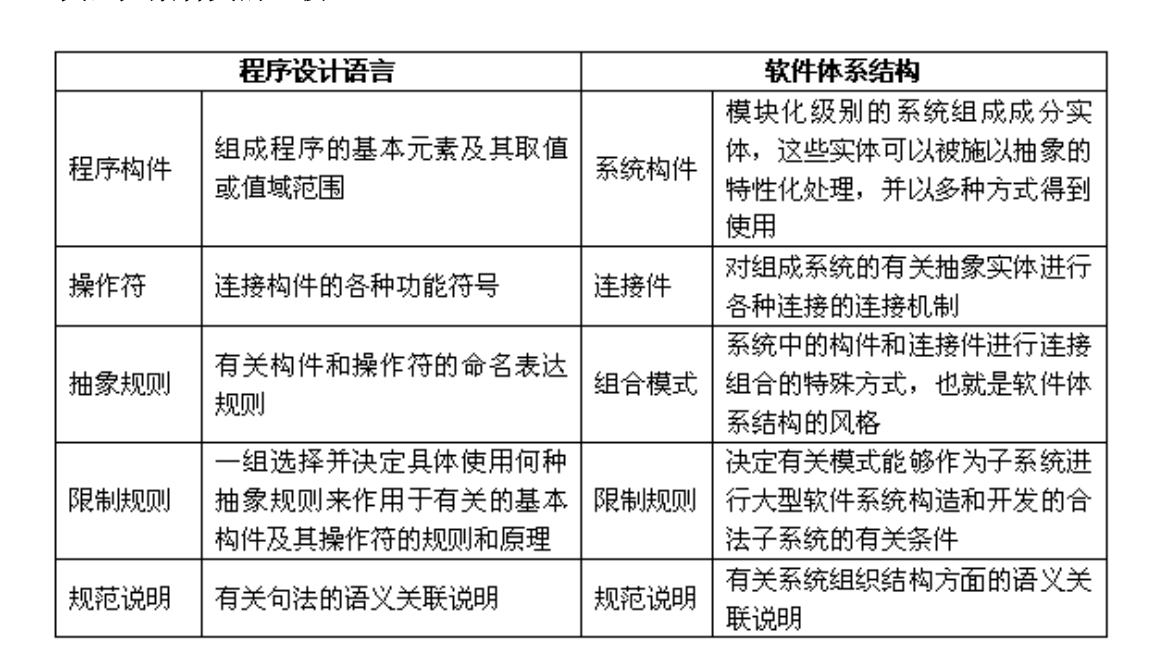 程序设计语言 软件体系结构
程序构件
组成程序的基本元素及其取值
或值域范围
系统构件
模块化级别的系统组成成分实
体，这些实体可以被施以抽象的
特性化处理，并以多种方式得到
使用
操作符
连接构件的各种功能符号
连接件
对组成系统的有关抽象实体进行
各种连接的连接机制
抽象规则
有关构件和操作符的命名表达
规则
组合模式
系统中的构件和连接件进行连接
组合的特殊方式，也就是软件体
系结构的风格
限制规则
一组选择并决定具体使用何种
抽象规则来作用于有关的基本
构件及其操作符的规则和原理
限制规则
决定有关模式能够作为子系统进
行大型软件系统构造和开发的合
法子系统的有关条件
规范说明
有关句法的语义关联说明
规范说明
有关系统组织结构方面的语义关
联说明